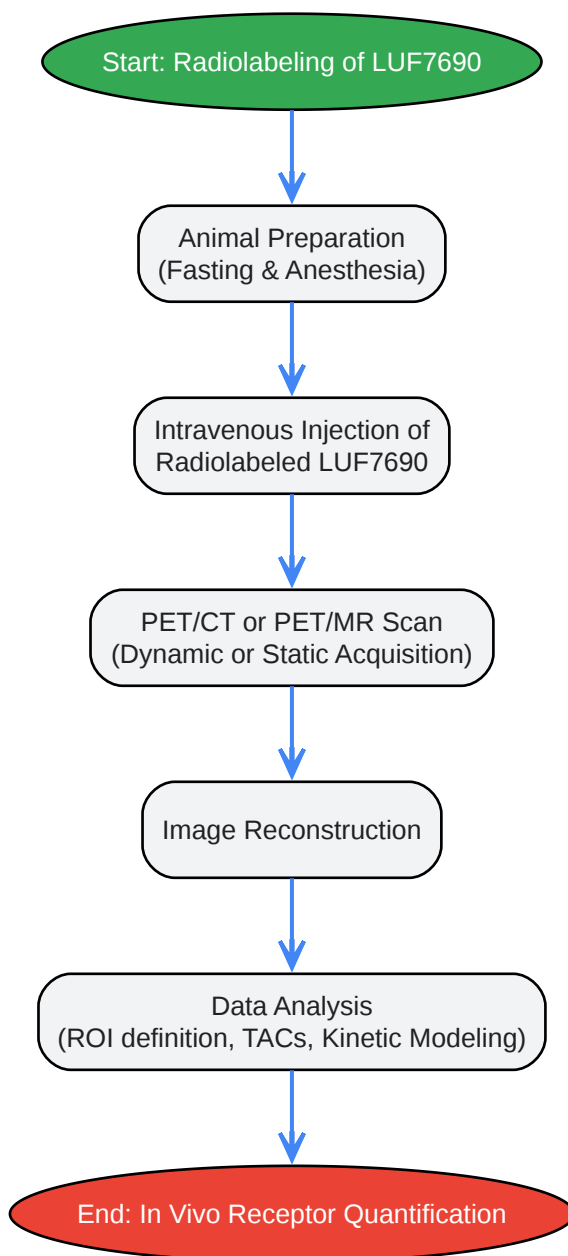 Start: Radiolabeling of LUF7690
Animal Preparation
(Fasting & Anesthesia)
Intravenous Injection of
Radiolabeled LUF7690
PET/CT or PET/MR Scan
(Dynamic or Static Acquisition)
Image Reconstruction
Data Analysis
(ROI definition, TACs, Kinetic Modeling)
End: In Vivo Receptor Quantification